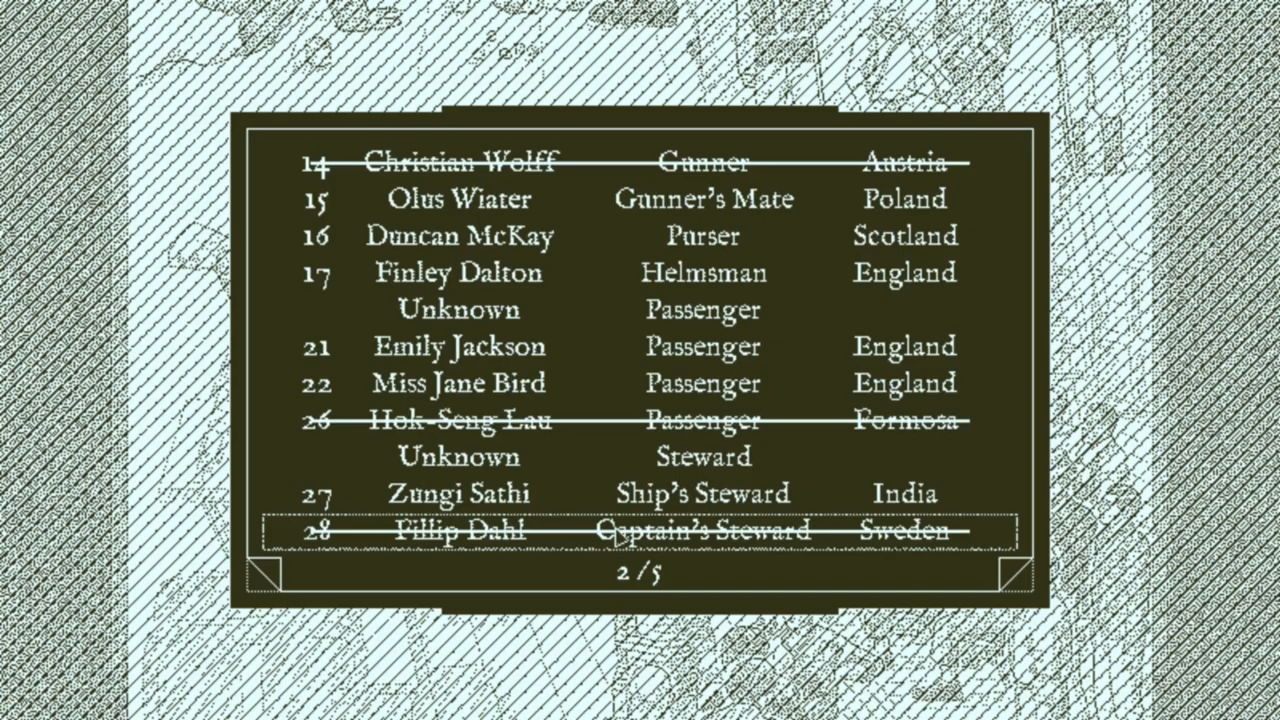 14 Christian Wolff Gunner Austria
15 Olus Wiater Gunner's Mate Poland
16 Duncan McKay Purser Scotland
17 Finley Dalton Helmsman England
Unknown Passenger
21 Emily Jackson Passenger England
22 Miss Jane Bird Passenger England
26 Hok-Seng Lau Passenger Formosa
Unknown Steward
27 Zungi Sathi Ship's Steward India
28 Fillip Dahl Captain's Steward Sweden
2/5